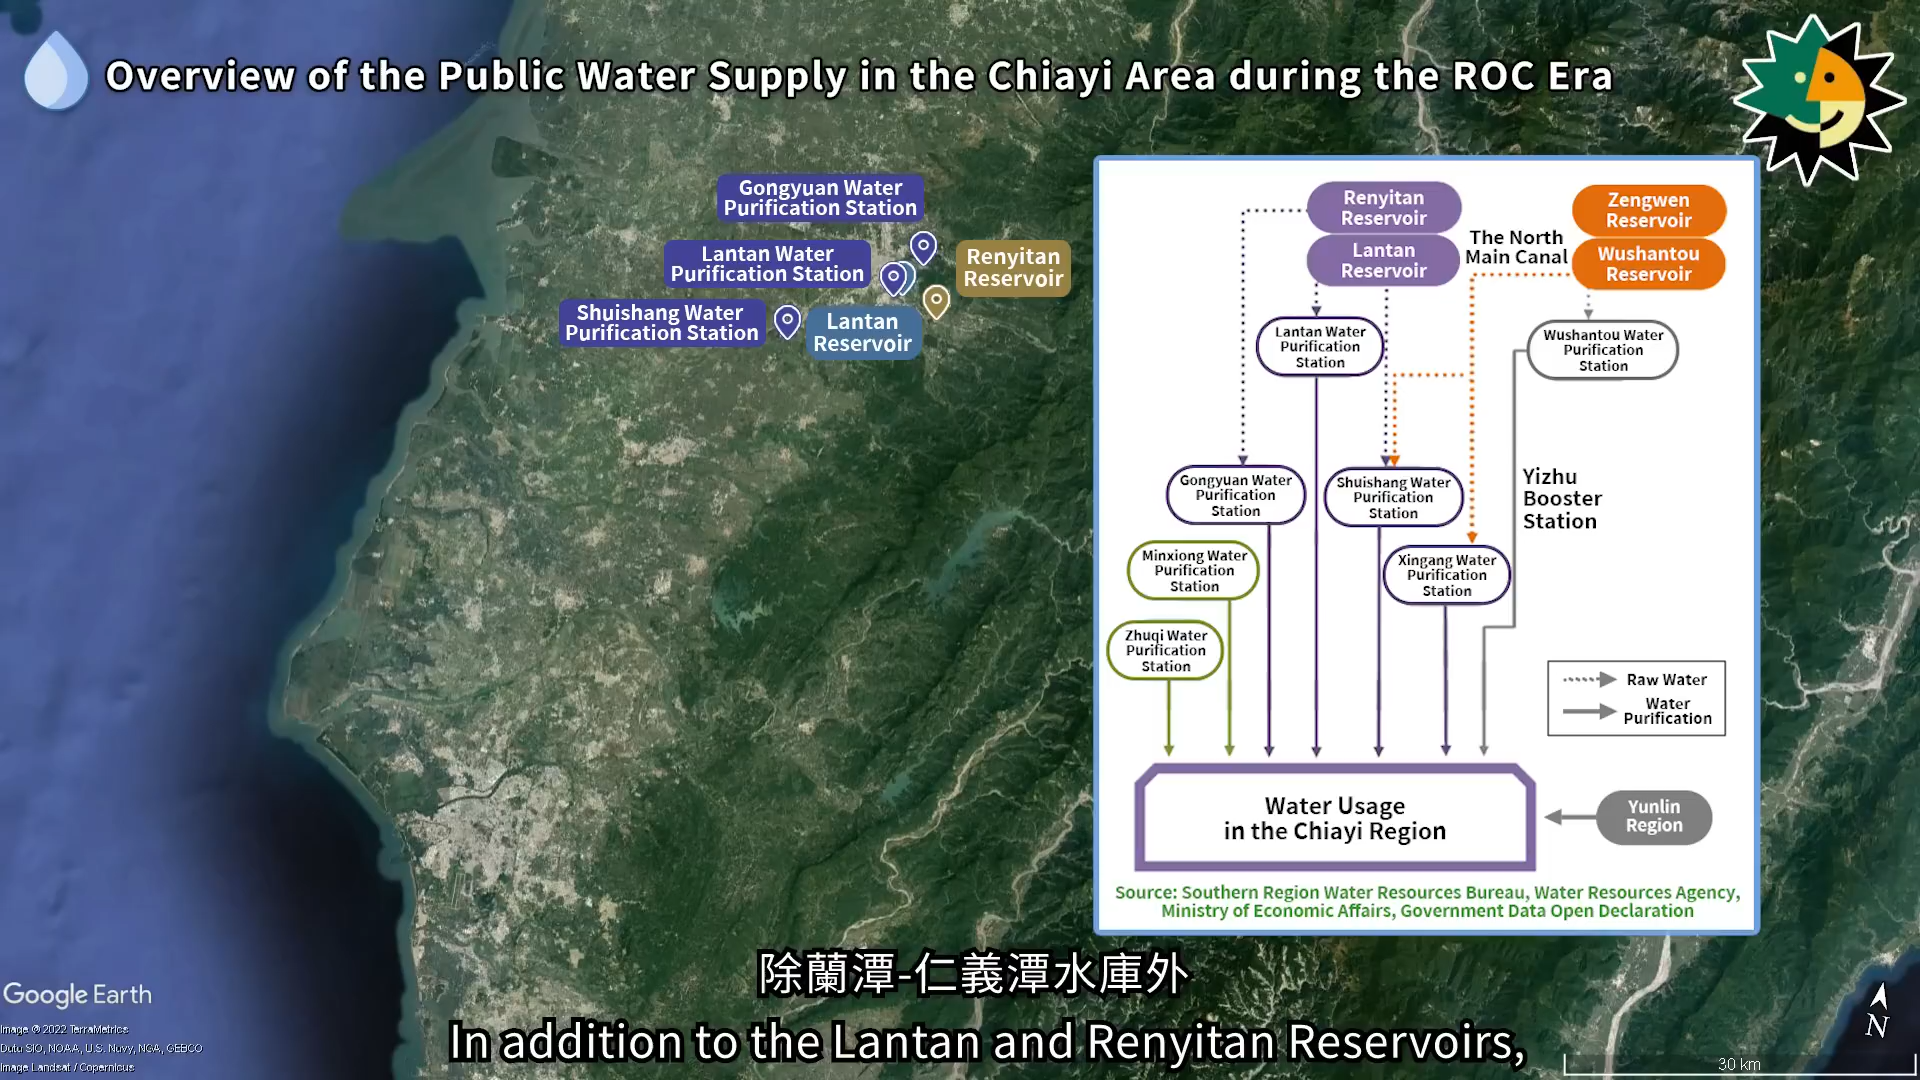 Overview of the Public Water Supply in the Chiayi Area during the ROC Era
Gongyuan Water
Purification Station
Lantan Water
Purification Station
Renyitan
Reservoir
Shuishang Water
Purification Station
Lantan
Reservoir
Renyitan
Reservoir
Lantan
Reservoir
The North
Main Canal
Zengwen
Reservoir
Wushantou
Reservoir
Lantan Water
Purification
Station
Wushantou Water
Purification
Station
Gongyuan Water
Purification
Station
Shuishang Water
Purification
Station
Yizhu
Booster
Station
Minxiong Water
Purification
Station
Xingang Water
Purification
Station
Zhuqi Water
Purification
Station
Raw Water
Water
Purification
Water Usage
in the Chiayi Region
Yunlin
Region
Source: Southern Region Water Resources Bureau, Water Resources Agency,
Ministry of Economic Affairs, Government Data Open Declaration
除蘭潭-仁義潭水庫外
In addition to the Lantan and Renyitan Reservoirs,
Google Earth
Image © 2022 TerraMetrics
Data SIO, NOAA, U.S. Navy, NGA, GEBCO
Image Landsat / Copernicus
N
30 km